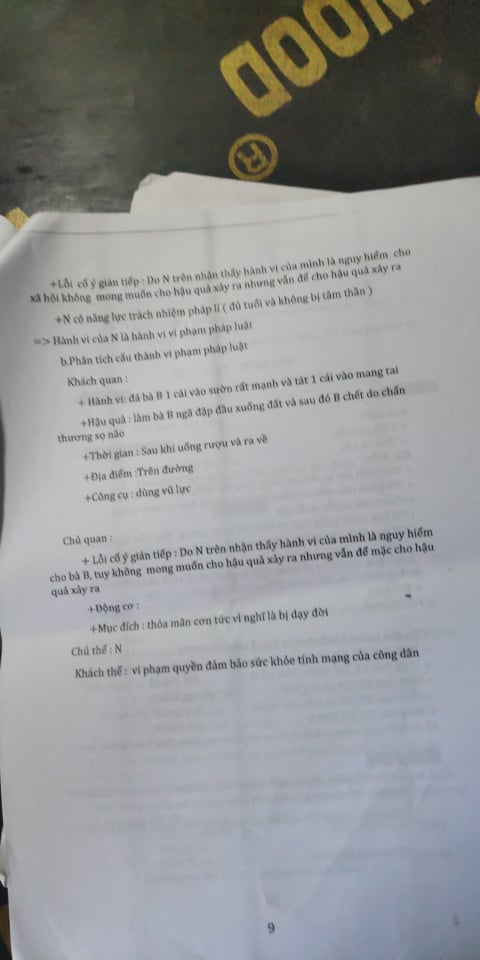 WOOD
®
+Lỗi cố ý gián tiếp : Do N trên nhận thấy hành vi của mình là nguy hiểm cho
xã hội không mong muốn cho hậu quả xảy ra nhưng vẫn để cho hậu quả xảy ra
+N có năng lực trách nhiệm pháp lí ( đủ tuổi và không bị tâm thần )
=> Hành vi của N là hành vi vi phạm pháp luật
b.Phân tích cấu thành vi phạm pháp luật
Khách quan :
+ Hành vi: đá bà B 1 cái vào sườn rất mạnh và tát 1 cái vào mang tai
+Hậu quả : làm bà B ngã đập đầu xuống đất và sau đó B chết do chấn
thương sọ não
+Thời gian : Sau khi uống rượu và ra về
+Địa điểm :Trên đường
+Công cụ : dùng vũ lực
Chủ quan :
+ Lỗi cố ý gián tiếp : Do N trên nhận thấy hành vi của mình là nguy hiểm
cho bà B, tuy không mong muốn cho hậu quả xảy ra nhưng vẫn để mặc cho hậu
quả xảy ra
+Động cơ :
+Mục đích : thỏa mãn cơn tức vì nghĩ là bị dạy đời
Chủ thể : N
Khách thể : vi phạm quyền đảm bảo sức khỏe tính mạng của công dân
9